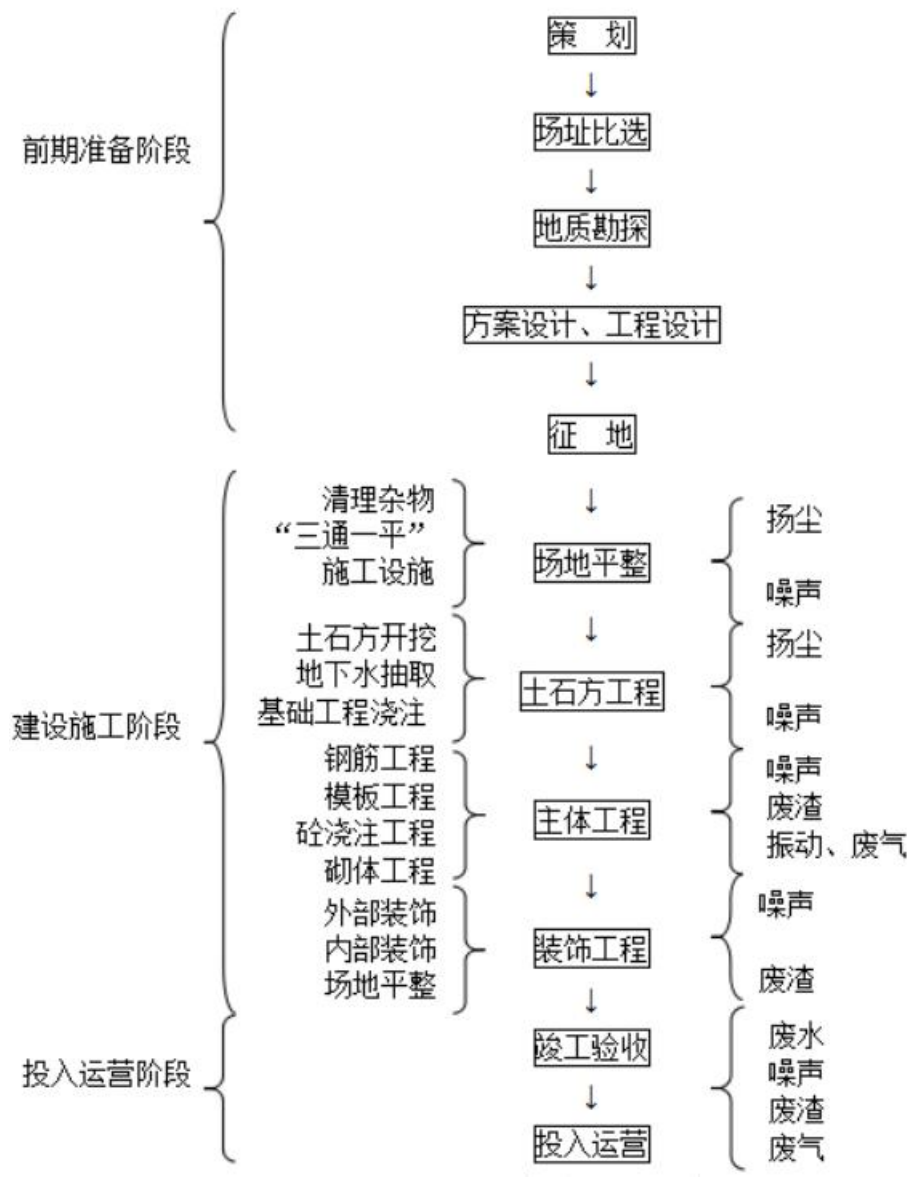 策 划
↓
场址比选
↓
前期准备阶段
地质勘探
↓
方案设计、工程设计
↓
征 地
↓
清理杂物
“三通一平”
施工设施
场地平整
扬尘
噪声
↓
土石方开挖
地下水抽取
基础工程浇注
土石方工程
扬尘
噪声
建设施工阶段
↓
钢筋工程
模板工程
砼浇注工程
砌体工程
主体工程
噪声
废渣
振动、废气
↓
外部装饰
内部装饰
场地平整
装饰工程
噪声
废渣
↓
竣工验收
投入运营阶段
↓
投入运营
废水
噪声
废渣
废气